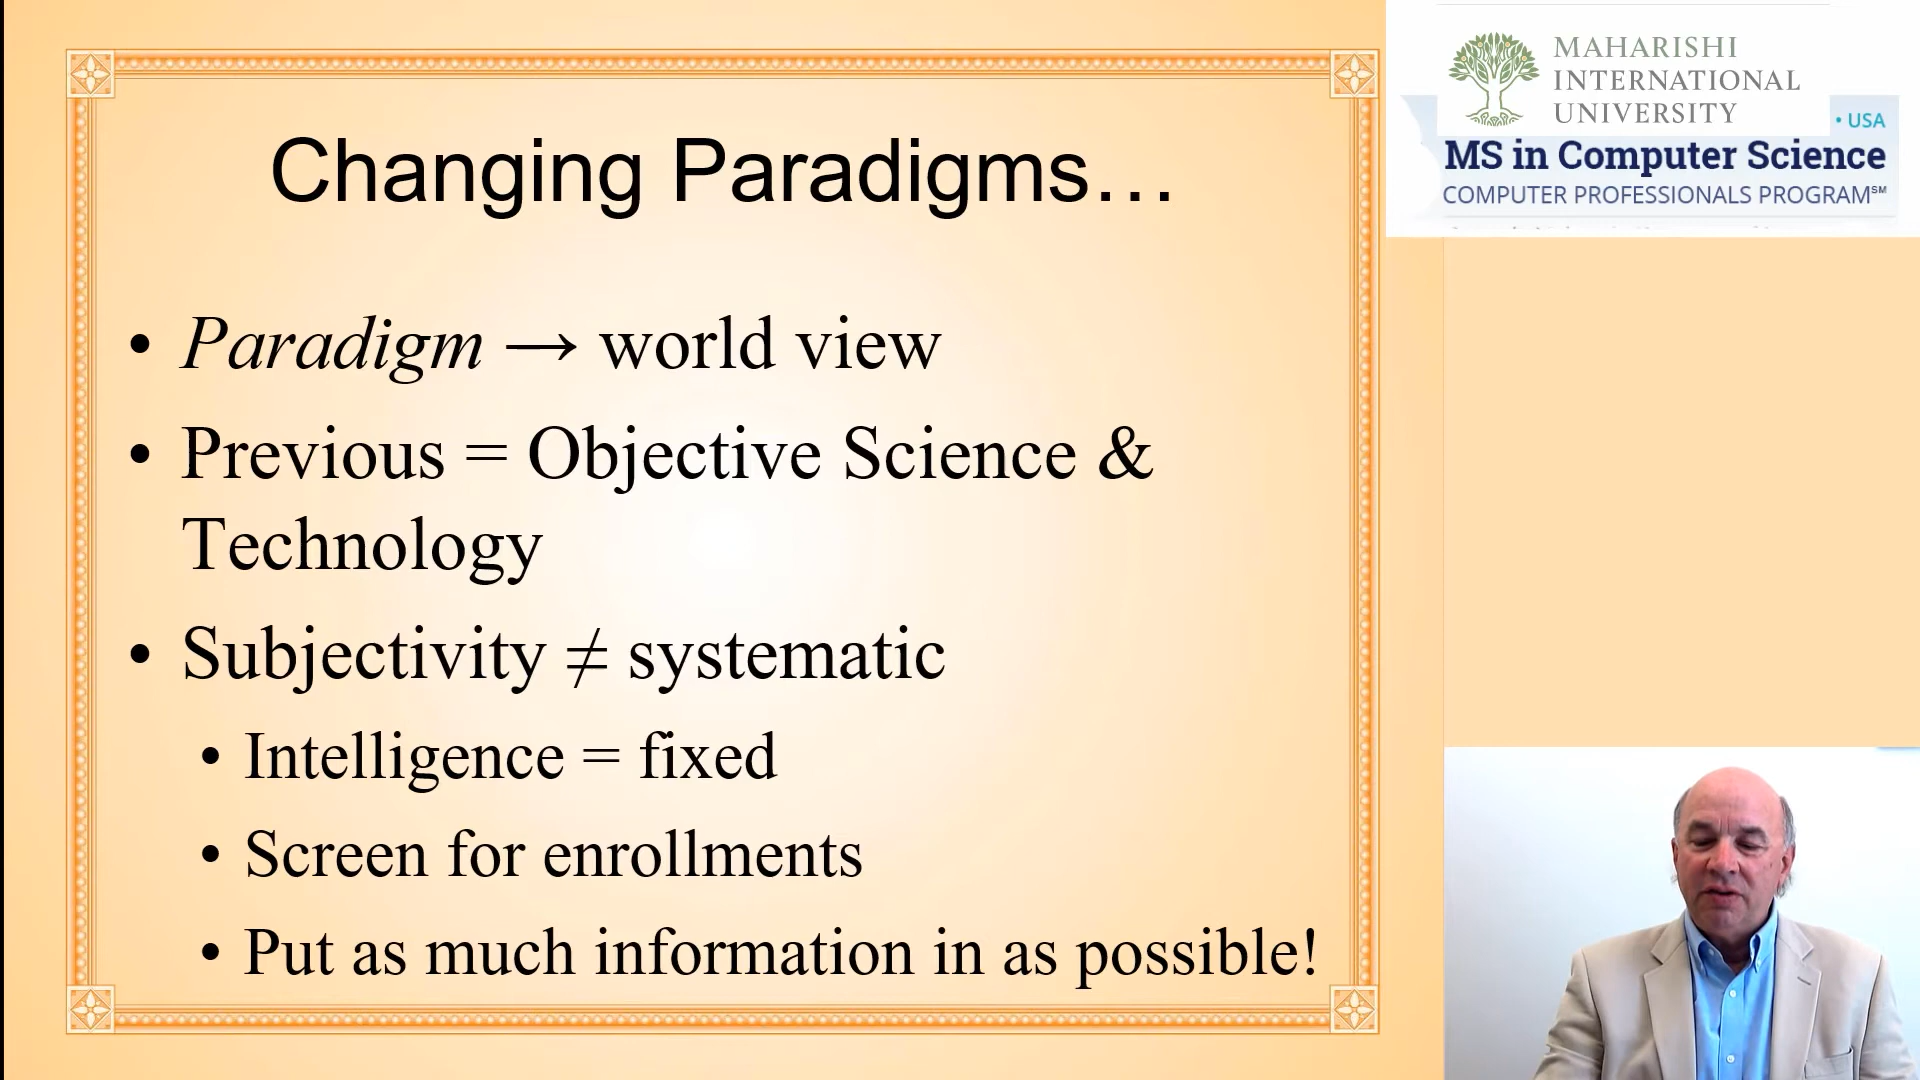 Changing Paradigms…
• Paradigm → world view
• Previous = Objective Science &
Technology
• Subjectivity ≠ systematic
• Intelligence = fixed
• Screen for enrollments
• Put as much information in as possible!
MAHARISHI
INTERNATIONAL
UNIVERSITY
• USA
MS in Computer Science
COMPUTER PROFESSIONALS PROGRAM℠